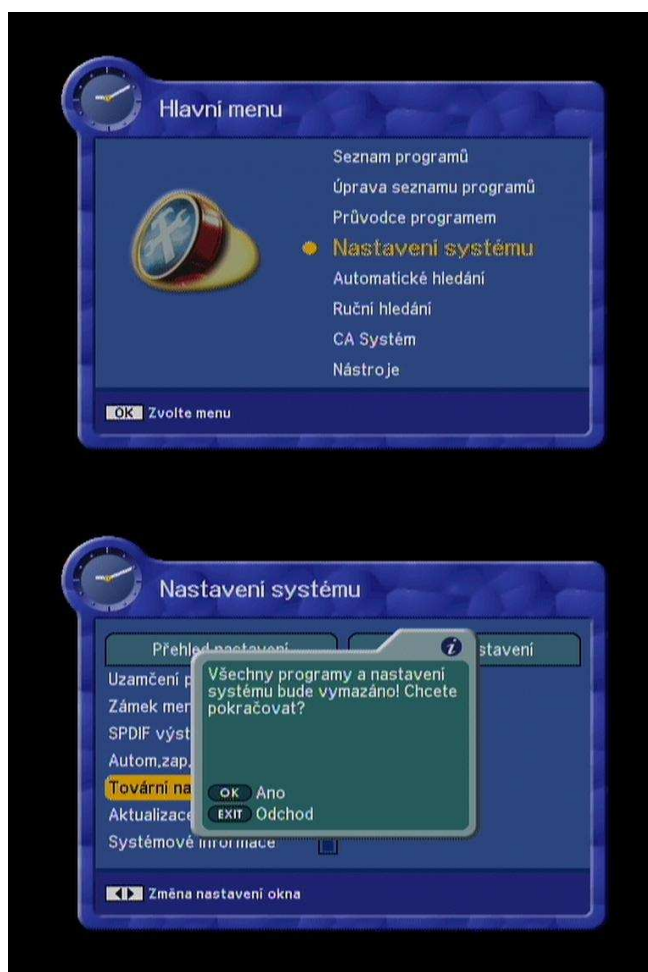 Hlavní menu
Seznam programů
Úprava seznamu programů
Průvodce programem
Nastavení systému
Automatické hledání
Ruční hledání
CA Systém
Nástroje
OK Zvolte menu
Nastavení systému
Přehled nastavení
stavení
Uzamčení p
Všechny programy a nastavení
systému bude vymazáno! Chcete
pokračovat?
Zámek men
SPDIF výst
Autom.zap.
Tovární na
OK Ano
Aktualizace
EXIT Odchod
Systémové informace
Změna nastavení okna